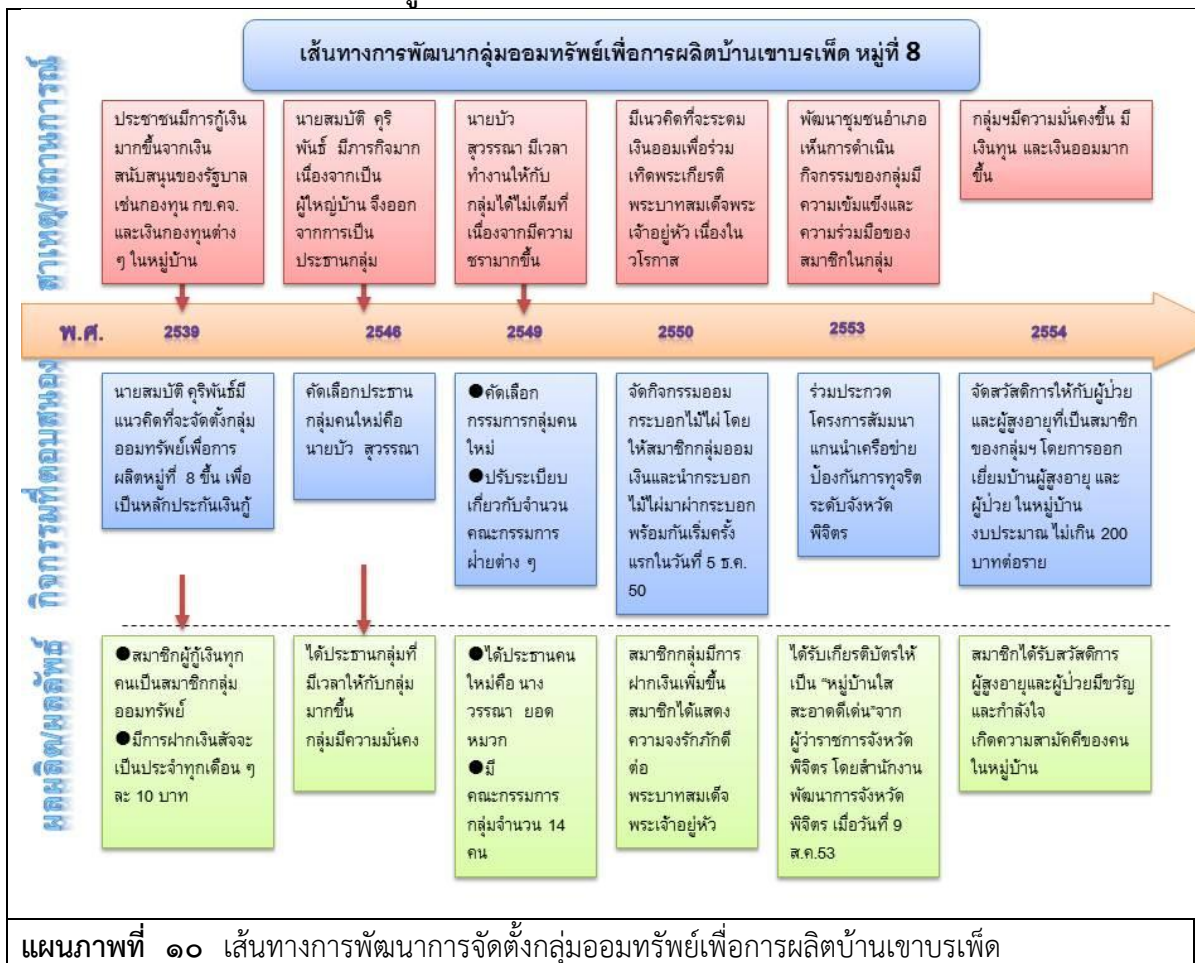 เส้นทางการพัฒนากลุ่มออมทรัพย์เพื่อการผลิตบ้านเขาบรเพ็ด หมู่ที่ 8
สาเหตุ/สถานการณ์
ประชาชนมีการกู้เงิน
มากขึ้นจากเงิน
สนับสนุนของรัฐบาล
เช่นกองทุน กข.คจ.
และเงินกองทุนต่าง
ๆ ในหมู่บ้าน
นายสมบัติ คุริ
พันธ์ มีภารกิจมาก
เนื่องจากเป็น
ผู้ใหญ่บ้าน จึงออก
จากการเป็น
ประธานกลุ่ม
นายบัว
สุวรรณา มีเวลา
ทำงานให้กับ
กลุ่มได้ไม่เต็มที่
เนื่องจากมีความ
ชรามากขึ้น
มีแนวคิดที่จะระดม
เงินออมเพื่อร่วม
เทิดพระเกียรติ
พระบาทสมเด็จพระ
เจ้าอยู่หัว เนื่องใน
วโรกาส
พัฒนาชุมชนอำเภอ
เห็นการดำเนิน
กิจกรรมของกลุ่มมี
ความเข้มแข็งและ
ความร่วมมือของ
สมาชิกในกลุ่ม
กลุ่มฯมีความมั่นคงขึ้น มี
เงินทุน และเงินออมมาก
ขึ้น
พ.ศ. 2539 2546 2549 2550 2553 2554
กิจกรรมที่ตอบสนอง
นายสมบัติ คุริพันธ์มี
แนวคิดที่จะจัดตั้งกลุ่ม
ออมทรัพย์เพื่อการ
ผลิตหมู่ที่ 8 ขึ้น เพื่อ
เป็นหลักประกันเงินกู้
คัดเลือกประธาน
กลุ่มคนใหม่คือ
นายบัว สุวรรณา
●คัดเลือก
กรรมการกลุ่มคน
ใหม่
●ปรับระเบียบ
เกี่ยวกับจำนวน
คณะกรรมการ
ฝ่ายต่าง ๆ
จัดกิจกรรมออม
กระบอกไม้ไผ่ โดย
ให้สมาชิกกลุ่มออม
เงินและนำกระบอก
ไม้ไผ่มาผ่ากระบอก
พร้อมกันเริ่มครั้ง
แรกในวันที่ 5 ธ.ค.
50
ร่วมประกวด
โครงการสัมมนา
แกนนำเครือข่าย
ป้องกันการทุจริต
ระดับจังหวัด
พิจิตร
จัดสวัสดิการให้กับผู้ป่วย
และผู้สูงอายุที่เป็นสมาชิก
ของกลุ่มฯ โดยการออก
เยี่ยมบ้านผู้สูงอายุ และ
ผู้ป่วย ในหมู่บ้าน
งบประมาณ ไม่เกิน 200
บาทต่อราย
ผลผลิต/ผลลัพธ์
●สมาชิกผู้กู้เงินทุก
คนเป็นสมาชิกกลุ่ม
ออมทรัพย์
●มีการฝากเงินสัจจะ
เป็นประจำทุกเดือน ๆ
ละ 10 บาท
ได้ประธานกลุ่มที่
มีเวลาให้กับกลุ่ม
มากขึ้น
กลุ่มมีความมั่นคง
●ได้ประธานคน
ใหม่คือ นาง
วรรณา ยอด
หมวก
●มี
คณะกรรมการ
กลุ่มจำนวน 14
คน
สมาชิกกลุ่มมีการ
ฝากเงินเพิ่มขึ้น
สมาชิกได้แสดง
ความจงรักภักดี
ต่อ
พระบาทสมเด็จ
พระเจ้าอยู่หัว
ได้รับเกียรติบัตรให้
เป็น “หมู่บ้านใส
สะอาดดีเด่น”จาก
ผู้ว่าราชการจังหวัด
พิจิตร โดยสำนักงาน
พัฒนาการจังหวัด
พิจิตร เมื่อวันที่ 9
ส.ค.53
สมาชิกได้รับสวัสดิการ
ผู้สูงอายุและผู้ป่วยมีขวัญ
และกำลังใจ
เกิดความสามัคคีของคน
ในหมู่บ้าน
แผนภาพที่ ๑๐ เส้นทางการพัฒนาการจัดตั้งกลุ่มออมทรัพย์เพื่อการผลิตบ้านเขาบรเพ็ด